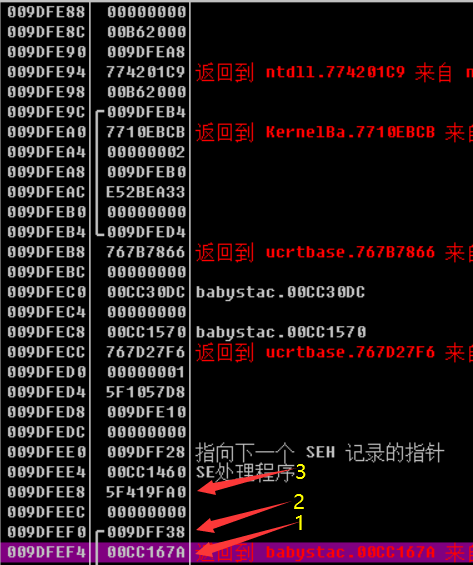 009DFE88 00000000
009DFE8C 00B62000
009DFE90 009DFEA8
009DFE94 774201C9 返回到 ntdll.774201C9 来自 n
009DFE98 00B62000
009DFE9C 009DFEB4
009DFEA0 7710EBCB 返回到 KernelBa.7710EBCB 来自
009DFEA4 00000002
009DFEA8 009DFEB0
009DFEAC E52BEA33
009DFEB0 00000000
009DFEB4 009DFED4
009DFEB8 767B7866 返回到 ucrtbase.767B7866 来自
009DFEBC 00000000
009DFEC0 00CC30DC babystac.00CC30DC
009DFEC4 00000000
009DFEC8 00CC1570 babystac.00CC1570
009DFECC 767D27F6 返回到 ucrtbase.767D27F6 来自
009DFED0 00000001
009DFED4 5F1057D8
009DFED8 009DFE10
009DFEDC 00000000
009DFEE0 009DFF28 指向下一个 SEH 记录的指针
009DFEE4 00CC1460 SE处理程序
009DFEE8 5F419FA0 3
009DFEEC 00000000
009DFEF0 009DFF38 2
009DFEF4 00CC167A 返回到 babystac.00CC167A 来自 1